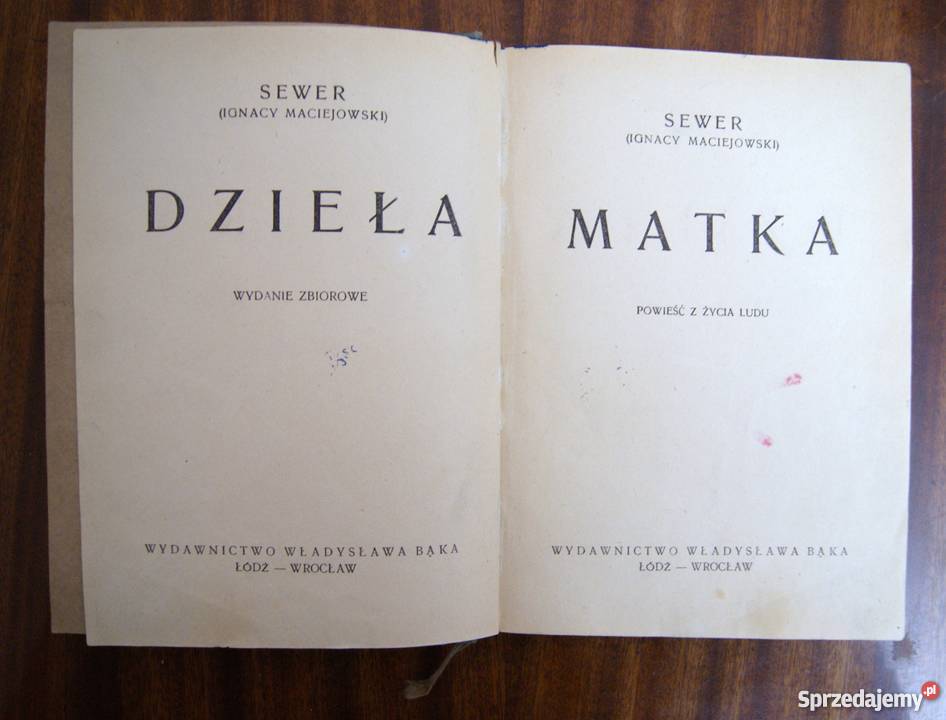 SEWER
(IGNACY MACIEJOWSKI)
DZIEŁA
WYDANIE ZBIOROWE
WYDAWNICTWO WŁADYSŁAWA BĄKA
ŁÓDŹ — WROCŁAW
SEWER
(IGNACY MACIEJOWSKI)
MATKA
POWIEŚĆ Z ŻYCIA LUDU
WYDAWNICTWO WŁADYSŁAWA BĄKA
ŁÓDŹ — WROCŁAW
Sprzedajemy.pl